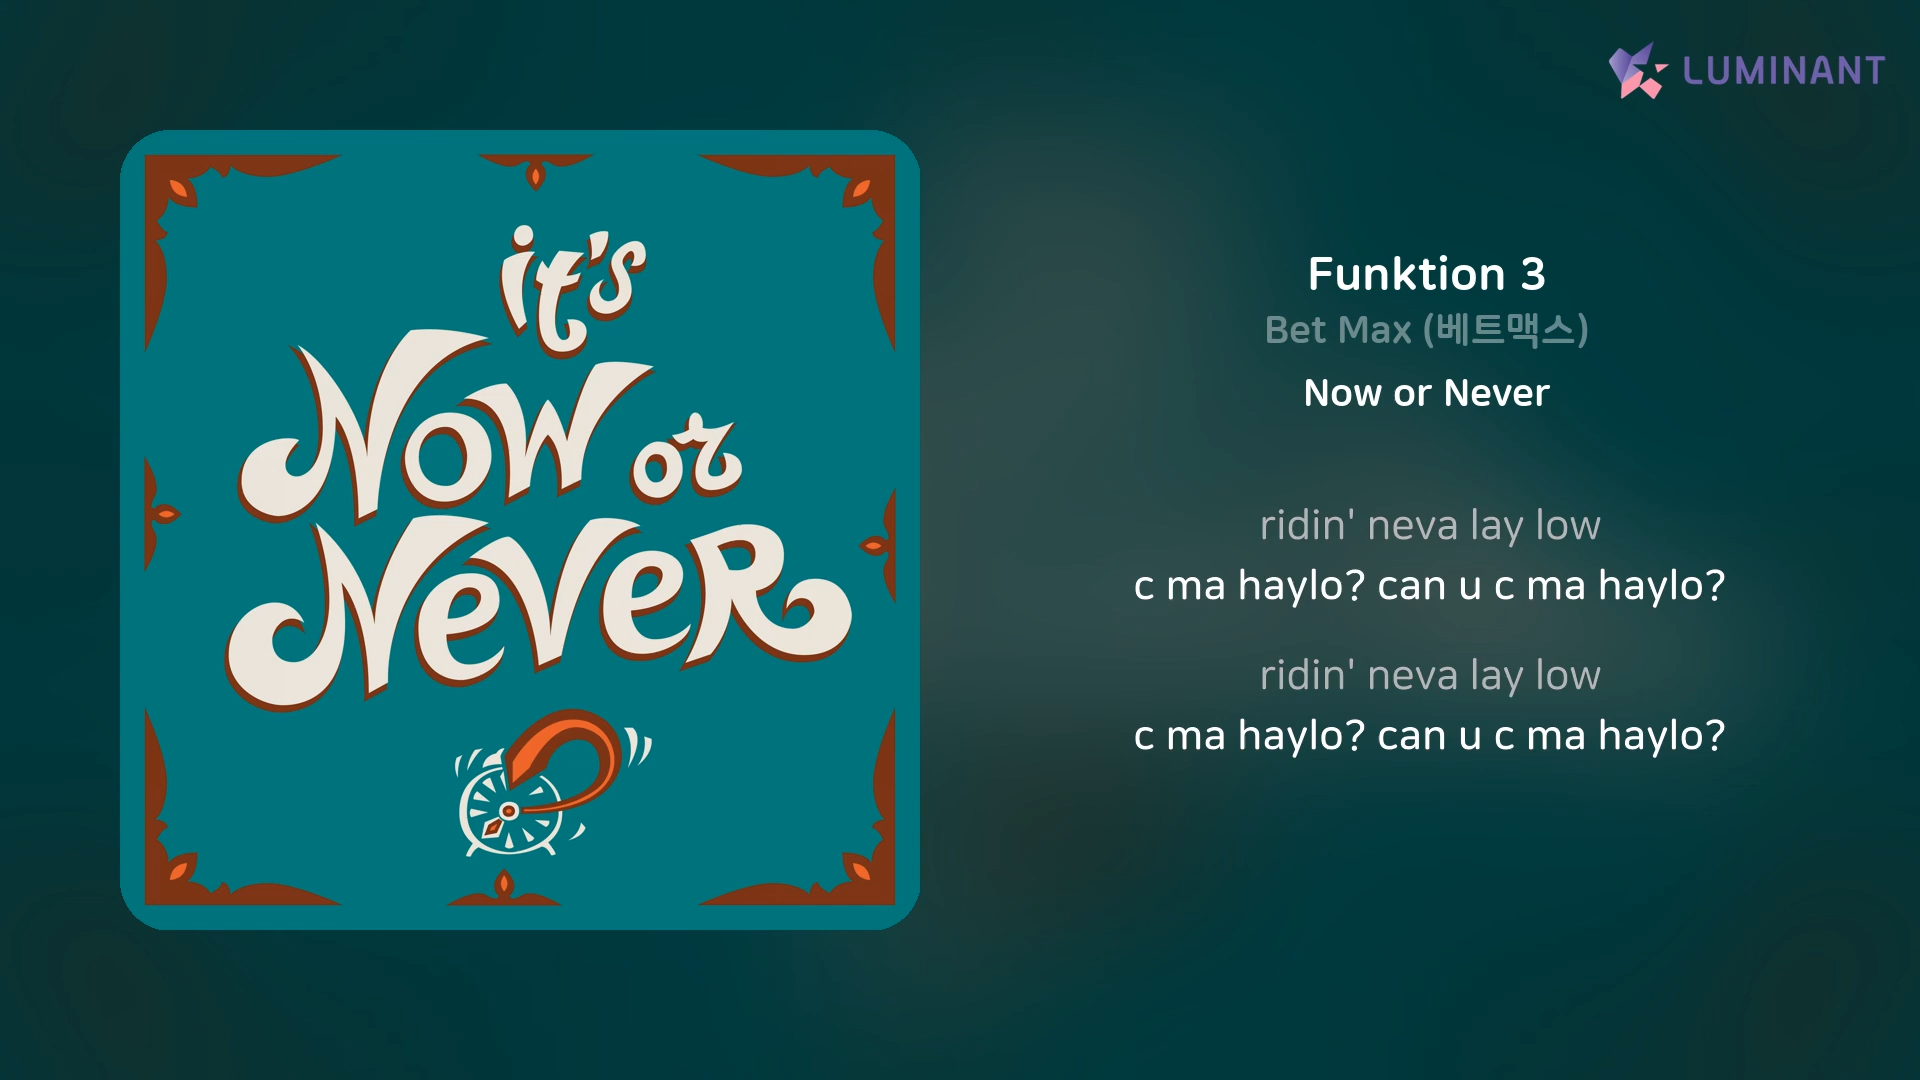 LUMINANT
it's
Now or
Never
Funktion 3
Bet Max (베트맥스)
Now or Never
ridin' neva lay low
c ma haylo? can u c ma haylo?
ridin' neva lay low
c ma haylo? can u c ma haylo?